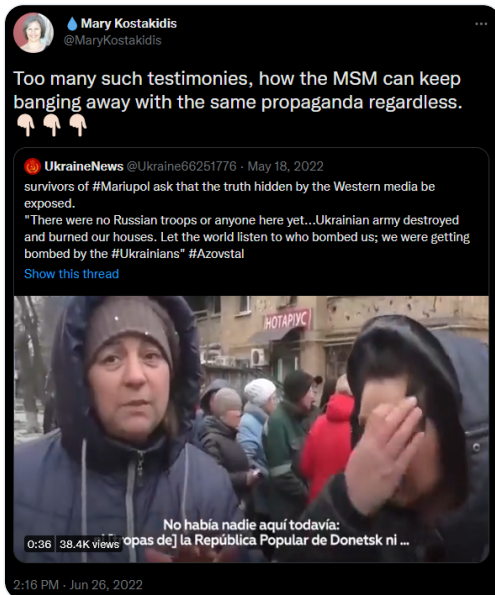 Mary Kostakidis
@MaryKostakidis
Too many such testimonies, how the MSM can keep
banging away with the same propaganda regardless.
UkraineNews @Ukraine66251776 · May 18, 2022
survivors of #Mariupol ask that the truth hidden by the Western media be
exposed.
"There were no Russian troops or anyone here yet...Ukrainian army destroyed
and burned our houses. Let the world listen to who bombed us; we were getting
bombed by the #Ukrainians" #Azovstal
Show this thread
НОТАРІУС
No había nadie aquí todavía:
opas de] la República Popular de Donetsk ni ...
0:36 38.4K views
2:16 PM · Jun 26, 2022